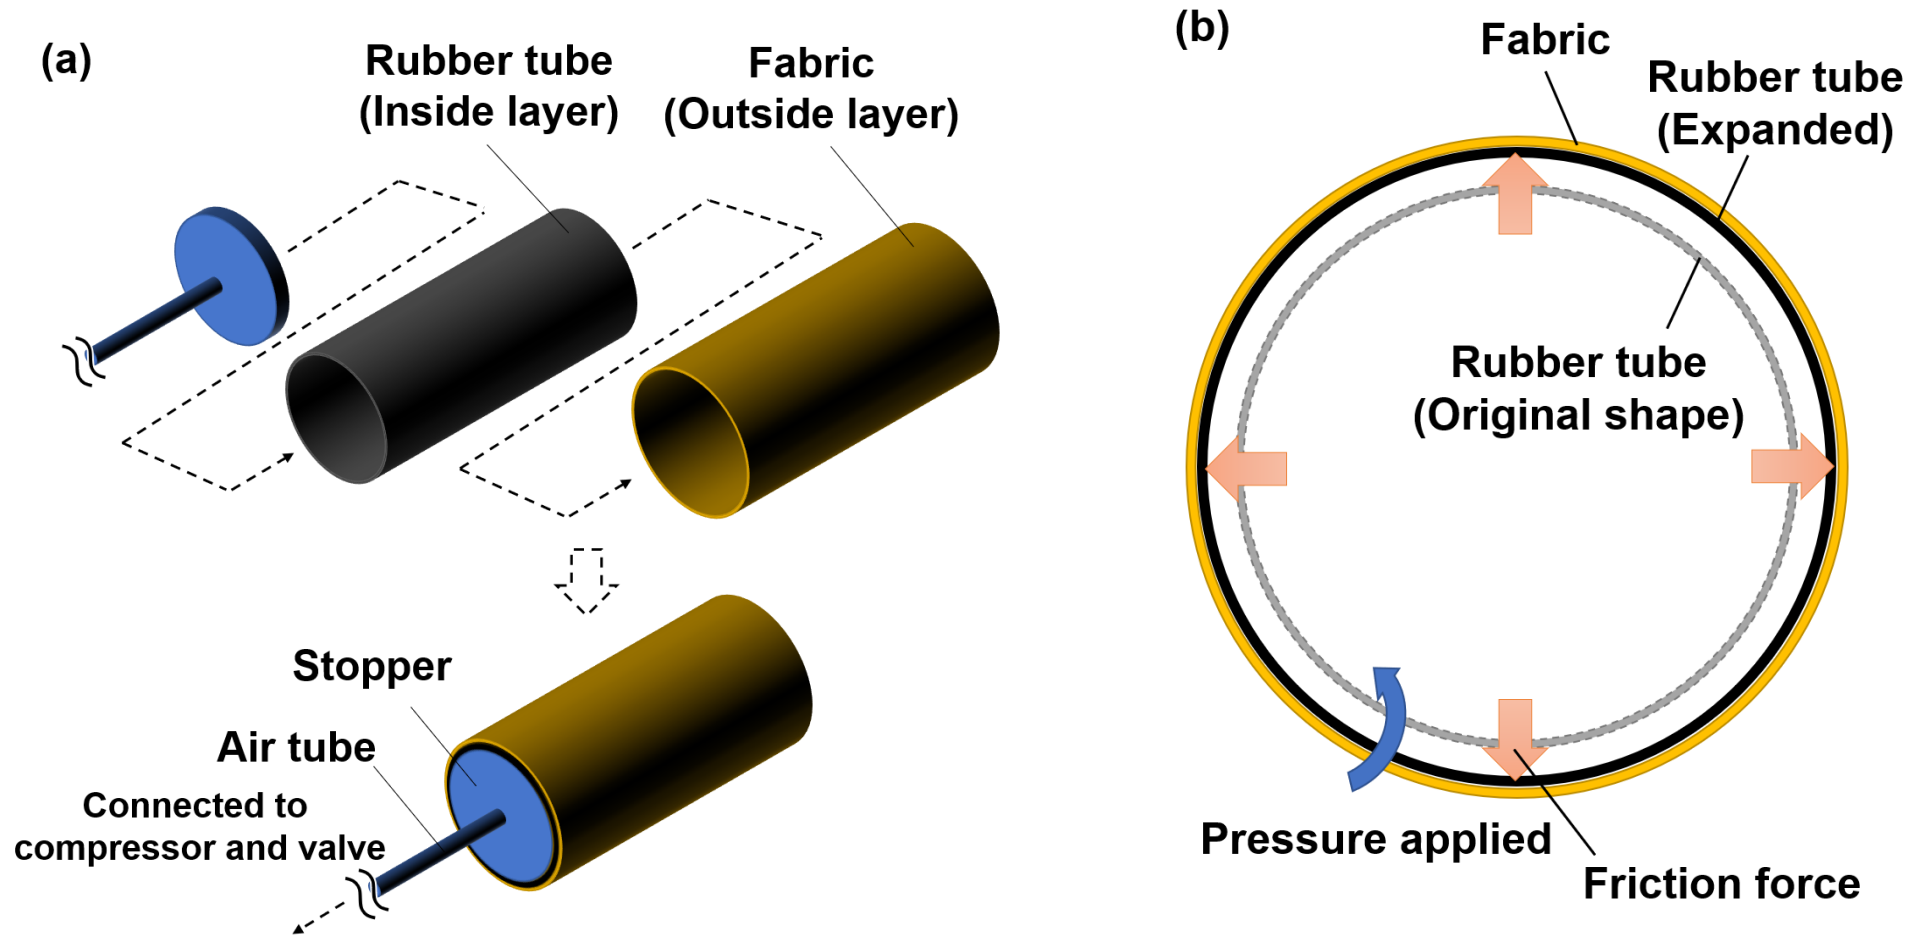 (a)
Rubber tube
(Inside layer)
Fabric
(Outside layer)
Stopper
Air tube
Connected to
compressor and valve
(b)
Fabric
Rubber tube
(Expanded)
Rubber tube
(Original shape)
Pressure applied
Friction force